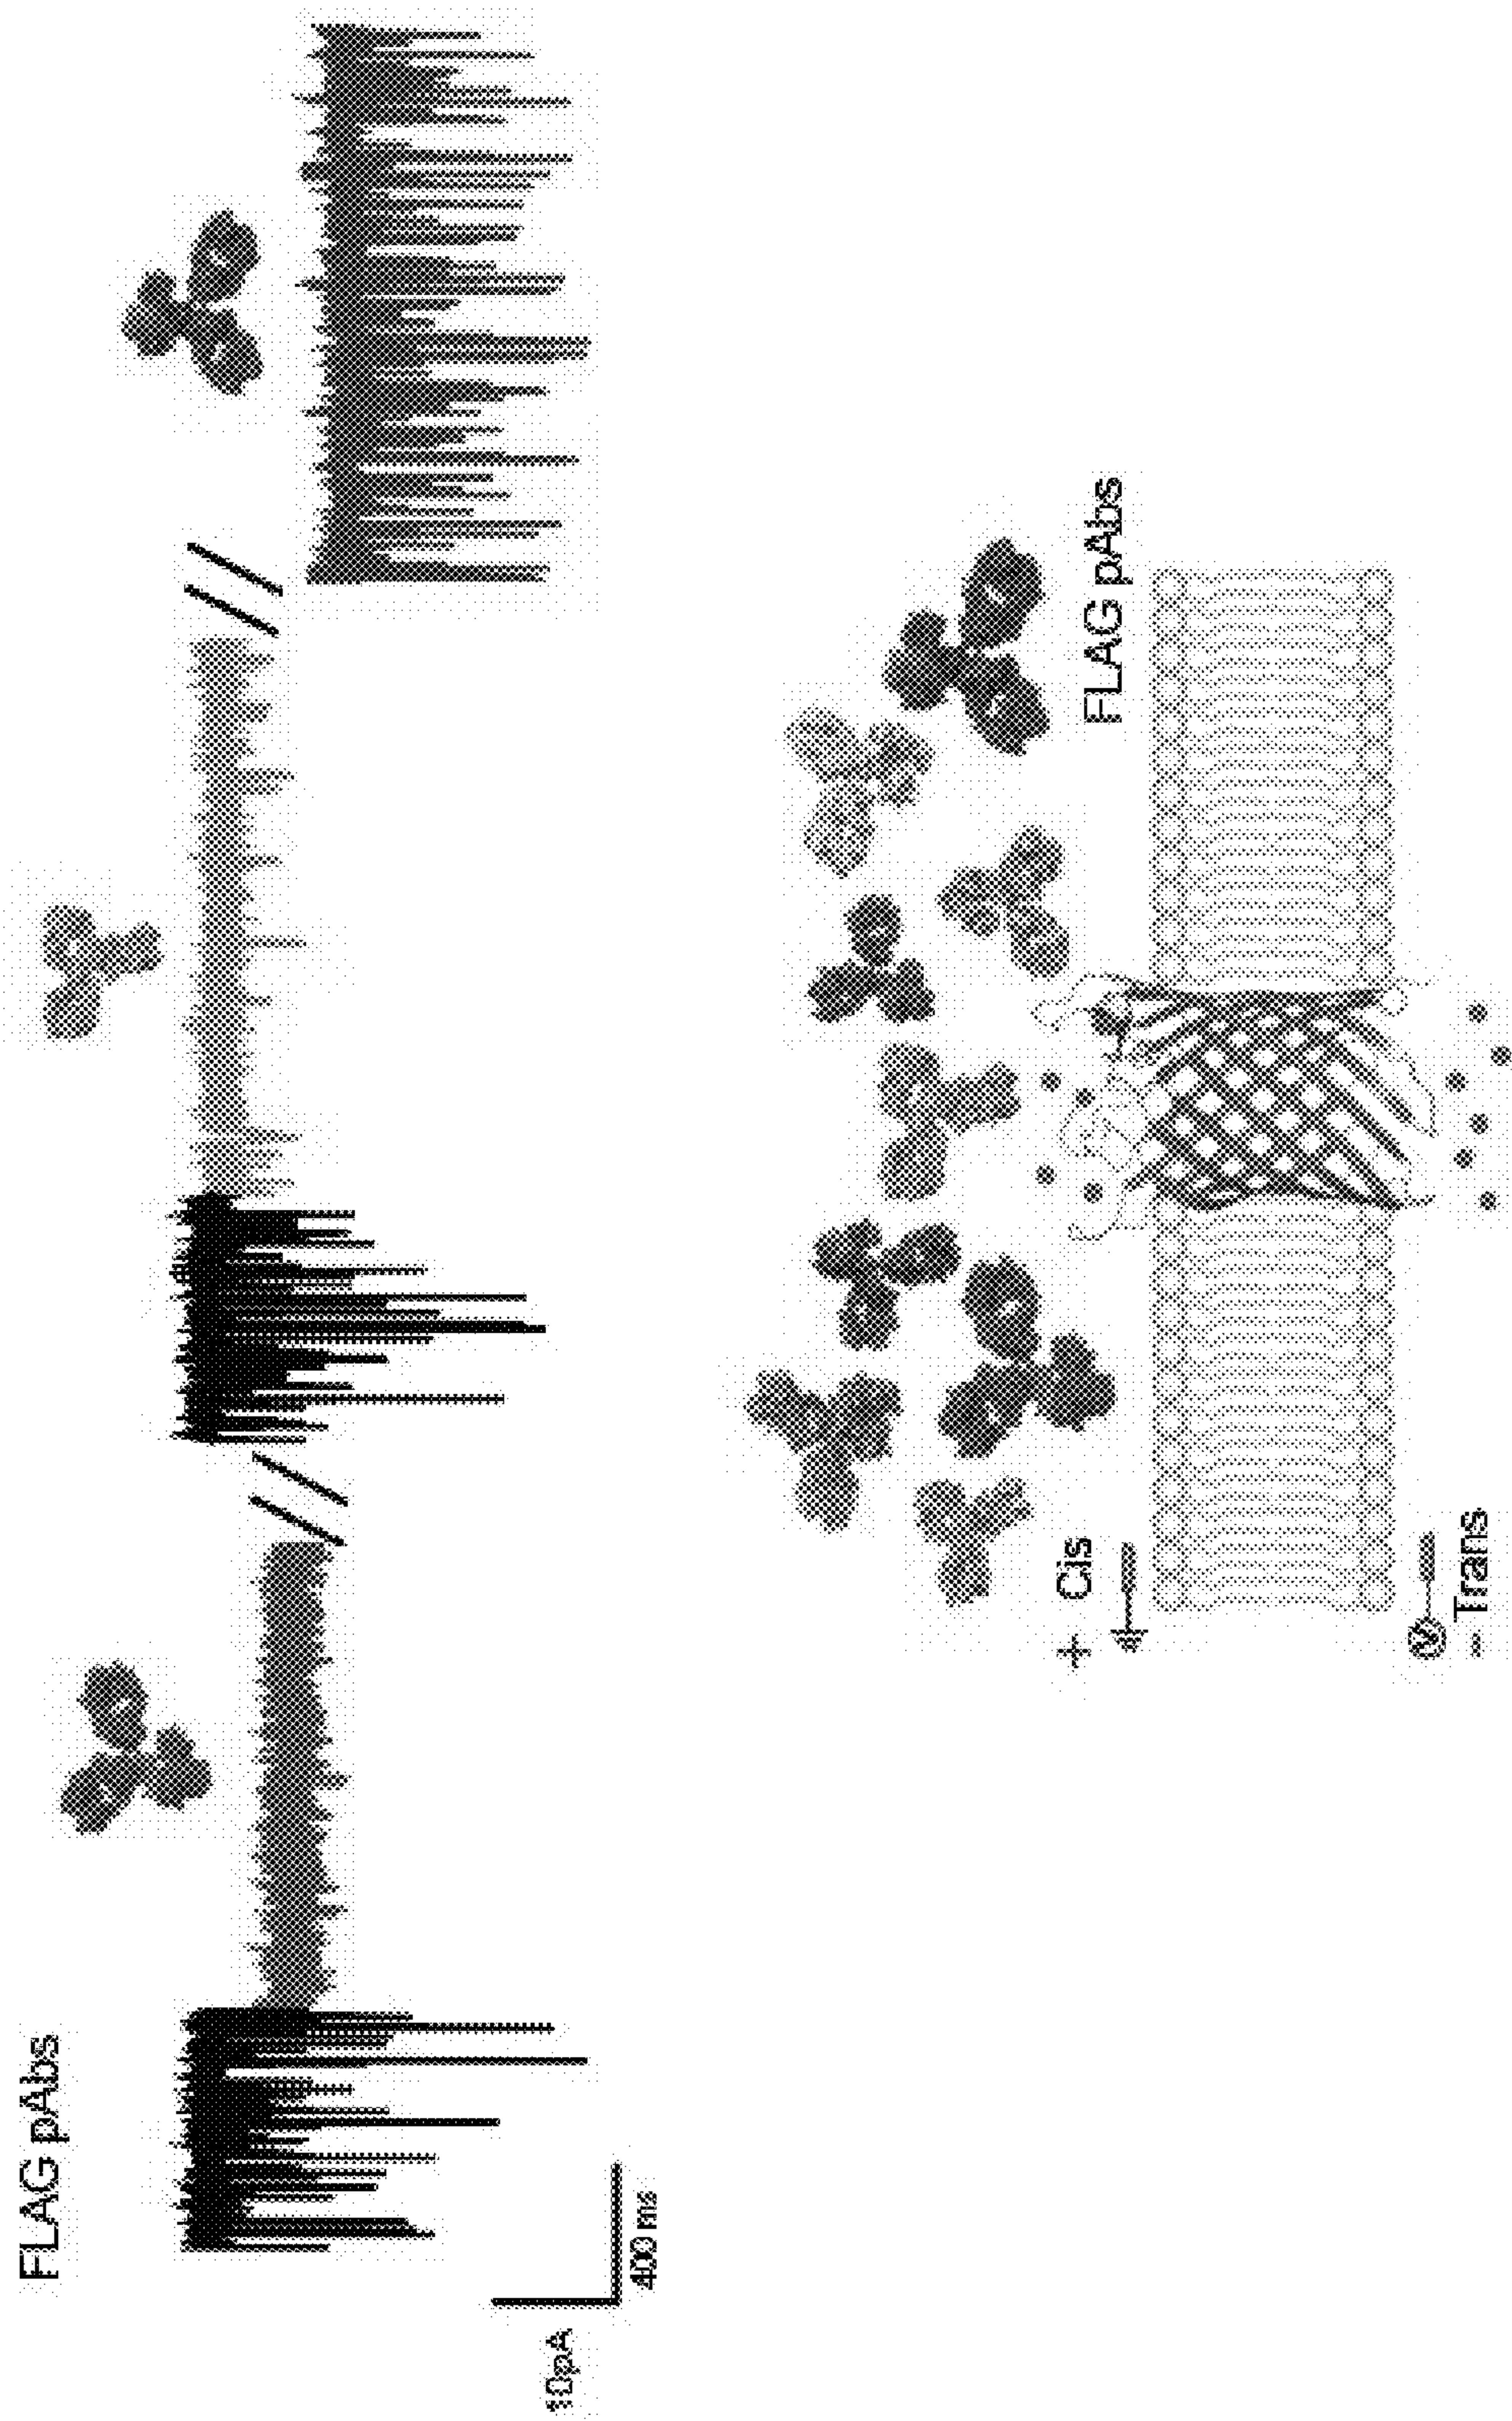 FLAG pAbs
10pA
400 ms
+ Cis
FLAG pAbs
V
- Trans